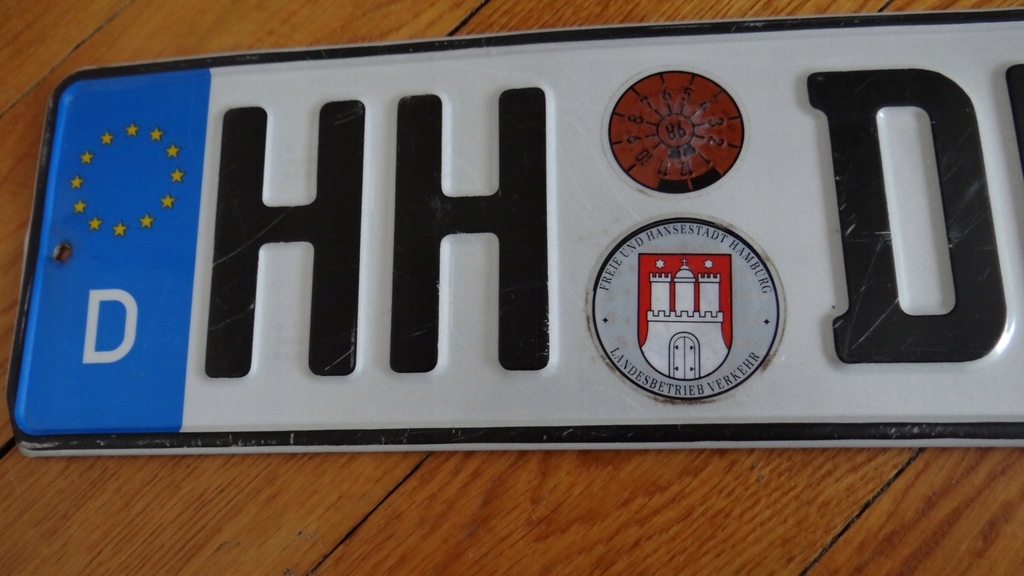 D
HH
D
FREIE UND HANSESTADT HAMBURG
LANDESBETRIEB VERKEHR